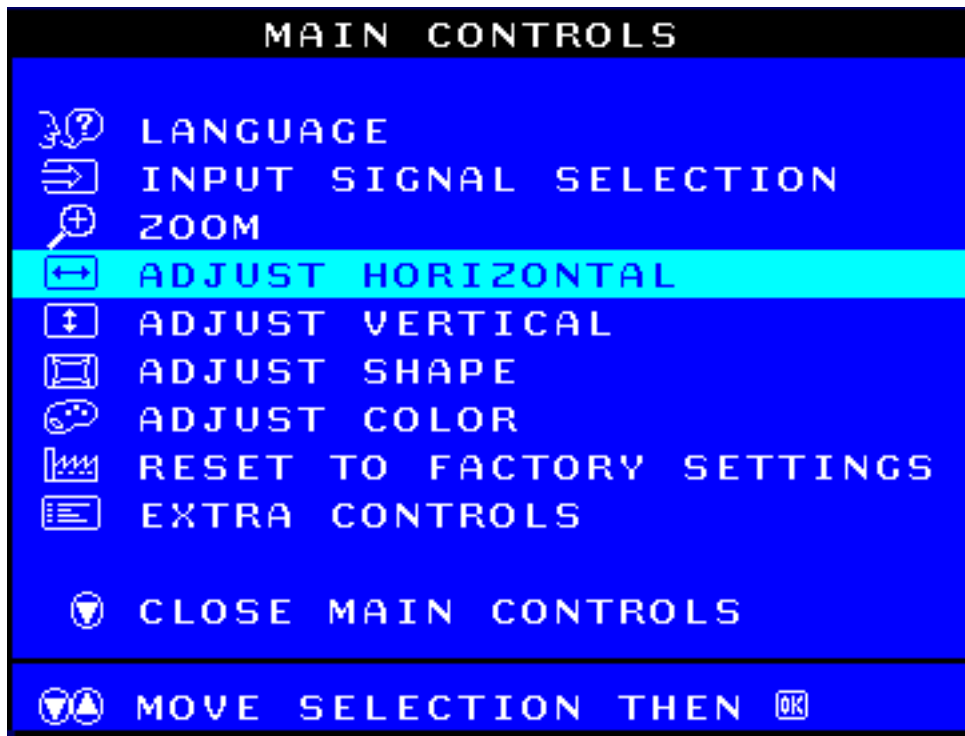 MAIN CONTROLS
LANGUAGE
INPUT SIGNAL SELECTION
ZOOM
ADJUST HORIZONTAL
ADJUST VERTICAL
ADJUST SHAPE
ADJUST COLOR
RESET TO FACTORY SETTINGS
EXTRA CONTROLS
CLOSE MAIN CONTROLS
MOVE SELECTION THEN OK